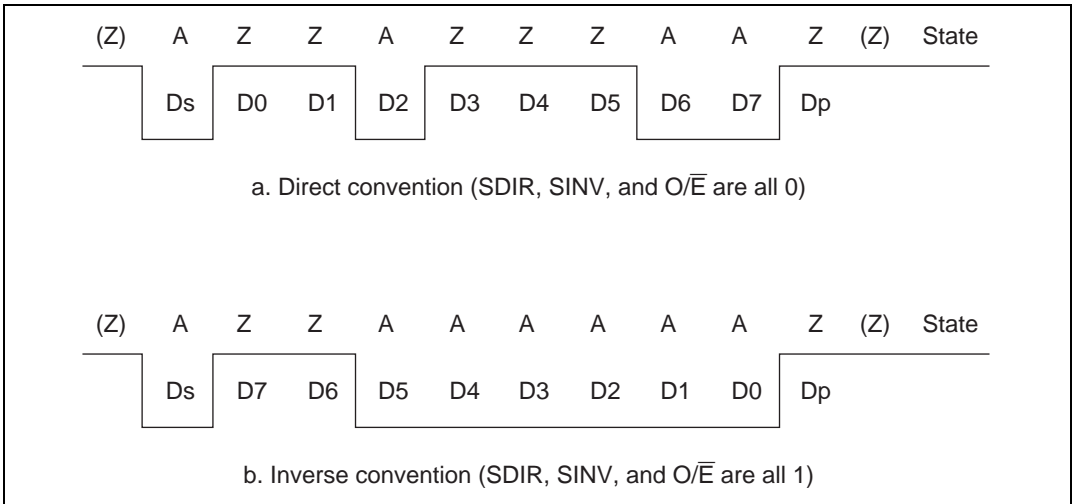 (Z) A Z Z A Z Z Z A A Z (Z) State
Ds D0 D1 D2 D3 D4 D5 D6 D7 Dp
a. Direct convention (SDIR, SINV, and O/E̅ are all 0)
(Z) A Z Z A A A A A A Z (Z) State
Ds D7 D6 D5 D4 D3 D2 D1 D0 Dp
b. Inverse convention (SDIR, SINV, and O/E̅ are all 1)